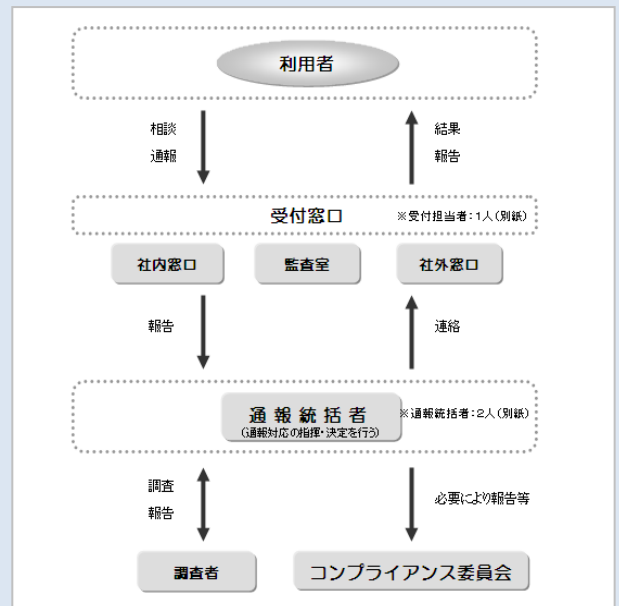 利用者
相談
通報
結果
報告
受付窓口
※受付担当者:1人(別紙)
社内窓口
監査室
社外窓口
報告
連絡
通報統括者
(通報対応の指揮・決定を行う)
※通報統括者:2人(別紙)
調査
報告
必要により報告等
調査者
コンプライアンス委員会